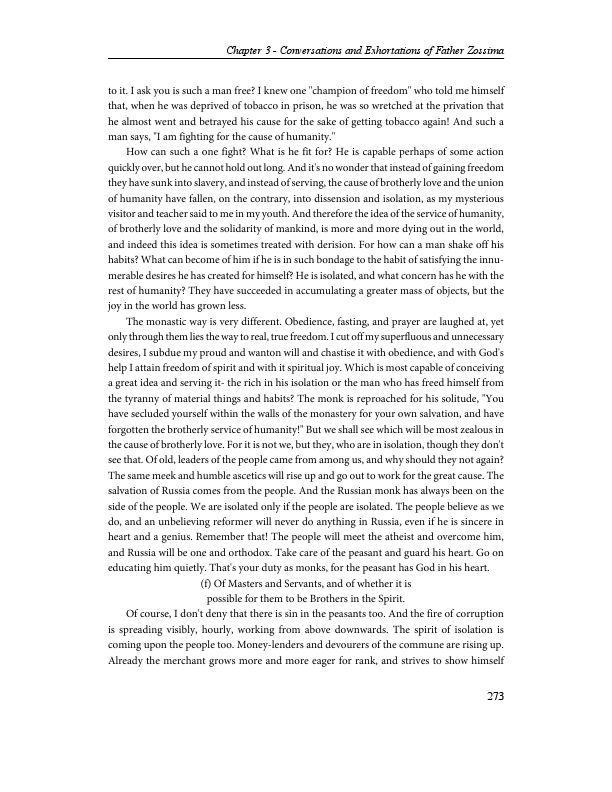 Chapter 3 - Conversations and Exhortations of Father Zossima
to it. I ask you is such a man free? I knew one "champion of freedom" who told me himself
that, when he was deprived of tobacco in prison, he was so wretched at the privation that
he almost went and betrayed his cause for the sake of getting tobacco again! And such a
man says, "I am fighting for the cause of humanity."
How can such a one fight? What is he fit for? He is capable perhaps of some action
quickly over, but he cannot hold out long. And it's no wonder that instead of gaining freedom
they have sunk into slavery, and instead of serving, the cause of brotherly love and the union
of humanity have fallen, on the contrary, into dissension and isolation, as my mysterious
visitor and teacher said to me in my youth. And therefore the idea of the service of humanity,
of brotherly love and the solidarity of mankind, is more and more dying out in the world,
and indeed this idea is sometimes treated with derision. For how can a man shake off his
habits? What can become of him if he is in such bondage to the habit of satisfying the innu-
merable desires he has created for himself? He is isolated, and what concern has he with the
rest of humanity? They have succeeded in accumulating a greater mass of objects, but the
joy in the world has grown less.
The monastic way is very different. Obedience, fasting, and prayer are laughed at, yet
only through them lies the way to real, true freedom. I cut off my superfluous and unnecessary
desires, I subdue my proud and wanton will and chastise it with obedience, and with God's
help I attain freedom of spirit and with it spiritual joy. Which is most capable of conceiving
a great idea and serving it- the rich in his isolation or the man who has freed himself from
the tyranny of material things and habits? The monk is reproached for his solitude, "You
have secluded yourself within the walls of the monastery for your own salvation, and have
forgotten the brotherly service of humanity!" But we shall see which will be most zealous in
the cause of brotherly love. For it is not we, but they, who are in isolation, though they don't
see that. Of old, leaders of the people came from among us, and why should they not again?
The same meek and humble ascetics will rise up and go out to work for the great cause. The
salvation of Russia comes from the people. And the Russian monk has always been on the
side of the people. We are isolated only if the people are isolated. The people believe as we
do, and an unbelieving reformer will never do anything in Russia, even if he is sincere in
heart and a genius. Remember that! The people will meet the atheist and overcome him,
and Russia will be one and orthodox. Take care of the peasant and guard his heart. Go on
educating him quietly. That's your duty as monks, for the peasant has God in his heart.
(f) Of Masters and Servants, and of whether it is
possible for them to be Brothers in the Spirit.
Of course, I don't deny that there is sin in the peasants too. And the fire of corruption
is spreading visibly, hourly, working from above downwards. The spirit of isolation is
coming upon the people too. Money-lenders and devourers of the commune are rising up.
Already the merchant grows more and more eager for rank, and strives to show himself
273